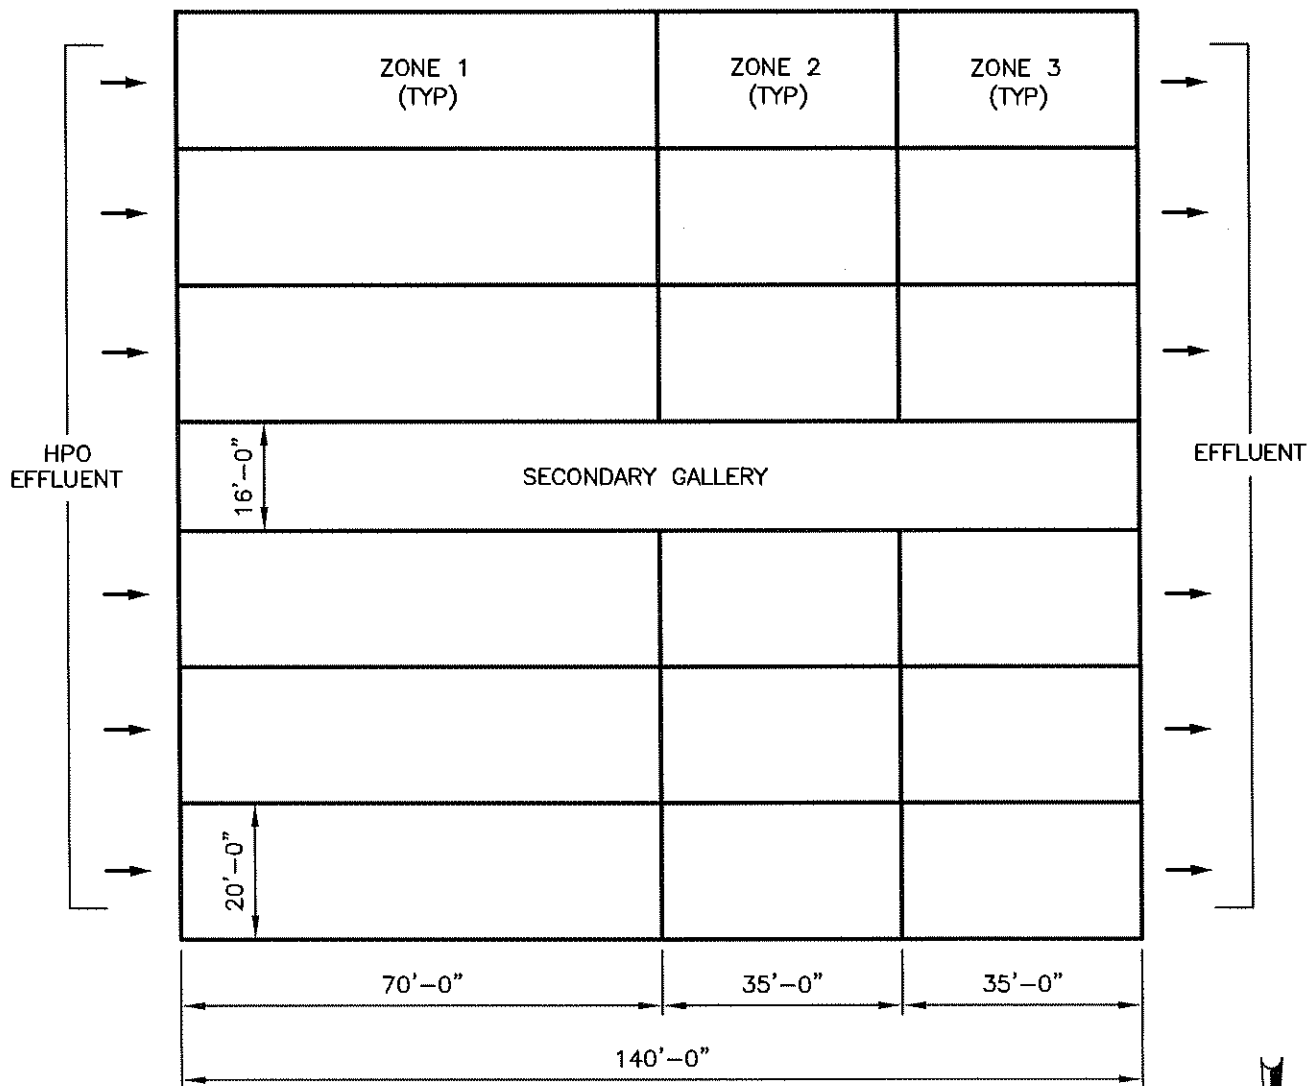 ZONE 1
(TYP)
ZONE 2
(TYP)
ZONE 3
(TYP)
HPO
EFFLUENT
16'-0"
SECONDARY GALLERY
EFFLUENT
20'-0"
70'-0"
35'-0"
35'-0"
140'-0"